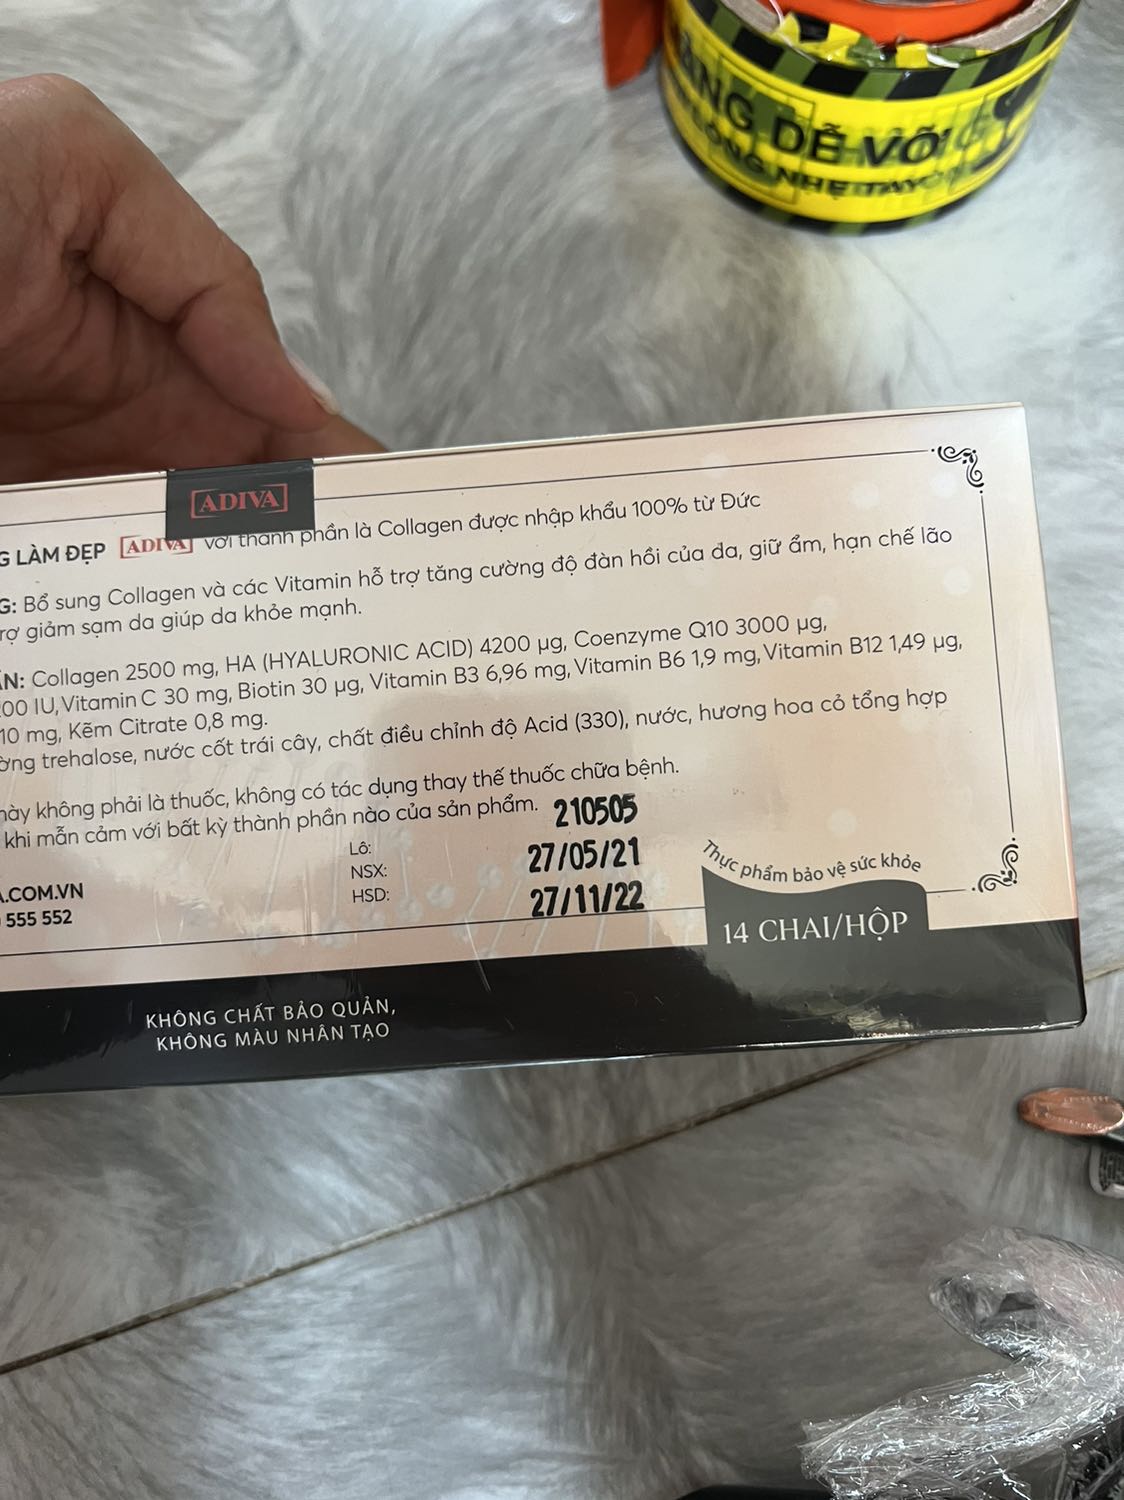 DỄ VỠ
NHẸ TAY
ADIVA
LÀM ĐẸP ADIVA với thành phần là Collagen được nhập khẩu 100% từ Đức
G: Bổ sung Collagen và các Vitamin hỗ trợ tăng cường độ đàn hồi của da, giữ ẩm, hạn chế lão
rợ giảm sạm da giúp da khỏe mạnh.
ẦN: Collagen 2500 mg, HA (HYALURONIC ACID) 4200 µg, Coenzyme Q10 3000 µg,
00 IU, Vitamin C 30 mg, Biotin 30 µg, Vitamin B3 6,96 mg, Vitamin B6 1,9 mg, Vitamin B12 1,49 µg,
10 mg, Kẽm Citrate 0,8 mg.
ờng trehalose, nước cốt trái cây, chất điều chỉnh độ Acid (330), nước, hương hoa cỏ tổng hợp
này không phải là thuốc, không có tác dụng thay thế thuốc chữa bệnh.
khi mẫn cảm với bất kỳ thành phần nào của sản phẩm.
Lô: 210505
NSX: 27/05/21
HSD: 27/11/22
A.COM.VN
555 552
Thực phẩm bảo vệ sức khỏe
14 CHAI/HỘP
KHÔNG CHẤT BẢO QUẢN,
KHÔNG MÀU NHÂN TẠO